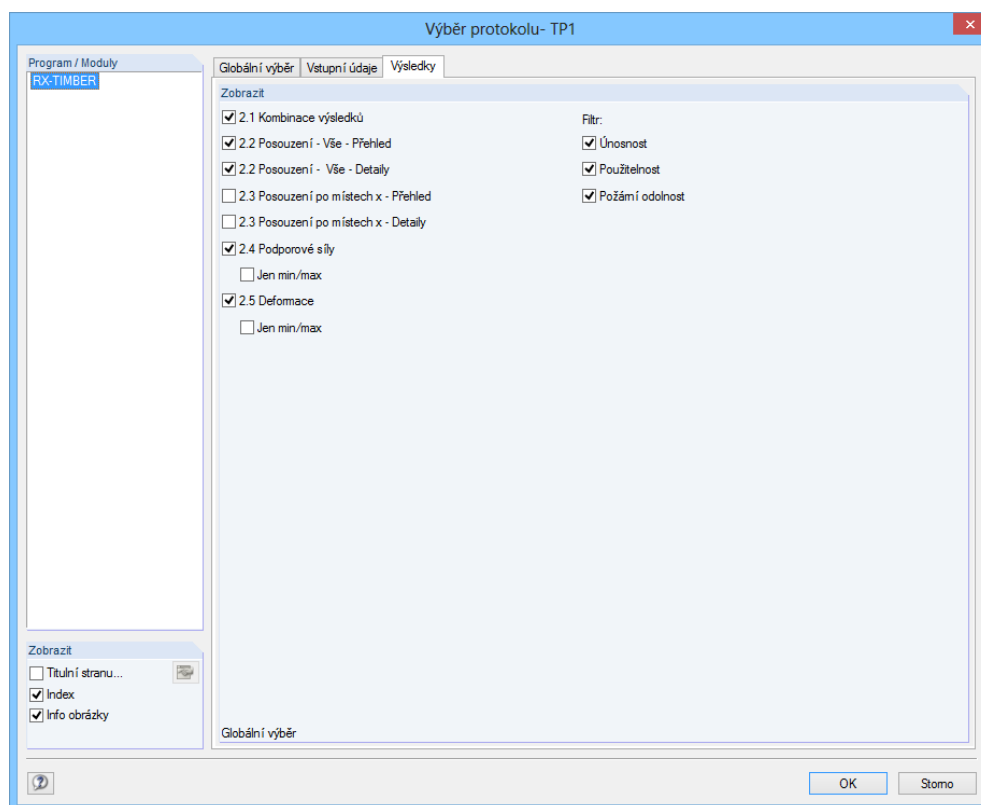 Výběr protokolu- TP1
Program / Moduly
RX-TIMBER
Globální výběr
Vstupní údaje
Výsledky
Zobrazit
2.1 Kombinace výsledků
2.2 Posouzení - Vše - Přehled
2.2 Posouzení -  Vše - Detaily
2.3 Posouzení po místech x - Přehled
2.3 Posouzení po místech x - Detaily
2.4 Podporové síly
Jen min/max
2.5 Deformace
Jen min/max
Filtr:
Únosnost
Použitelnost
Požární odolnost
Zobrazit
Titulní stranu...
Index
Info obrázky
Globální výběr
OK
Storno